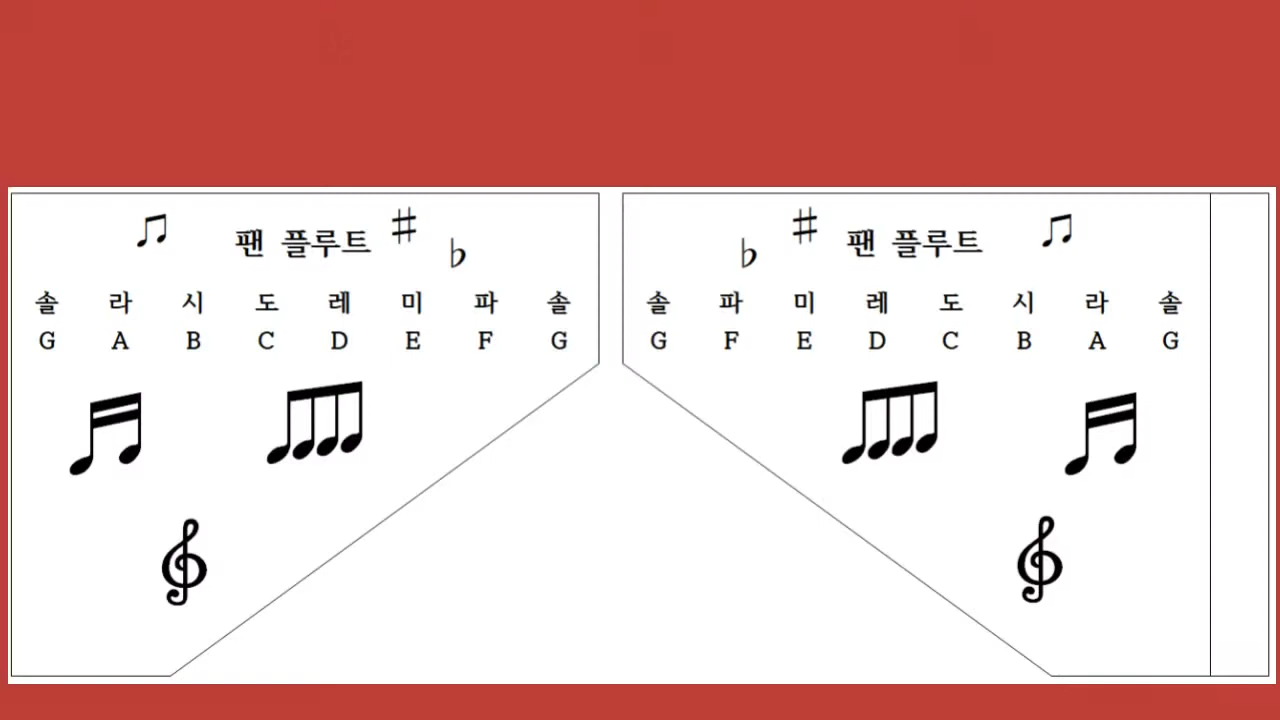 팬 플루트
솔 라 시 도 레 미 파 솔
G A B C D E F G
팬 플루트
솔 파 미 레 도 시 라 솔
G F E D C B A G